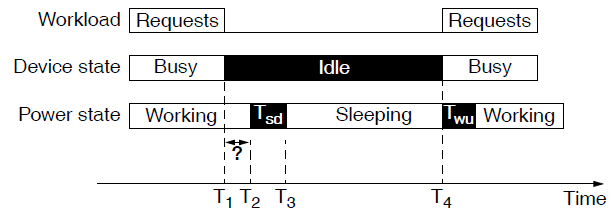 Workload Requests Requests
Device state Busy Idle Busy
Power state Working Tsd Sleeping Twu Working
?
T1 T2 T3 T4 Time